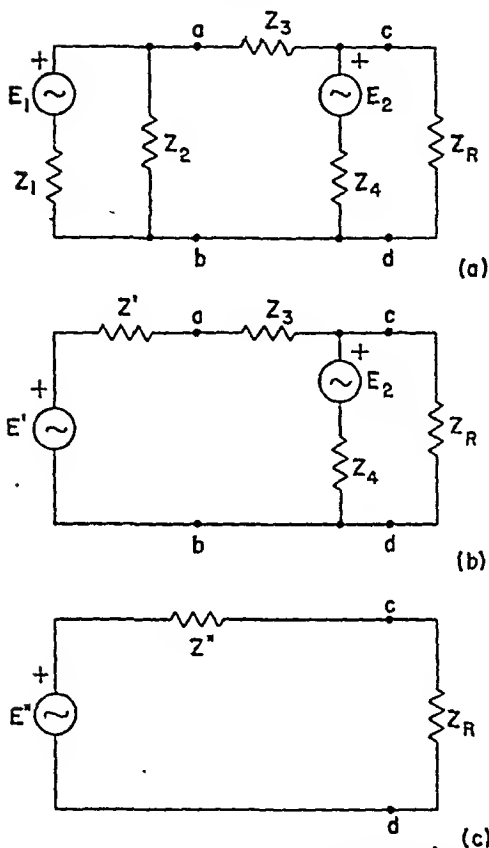 a Z3 c
+ E1 + E2
Z1 Z2 Z4 ZR
b d
(a)
Z' a Z3 c
+ E' + E2
Z4 ZR
b d
(b)
c
Z"
+ E" ZR
d
(c)